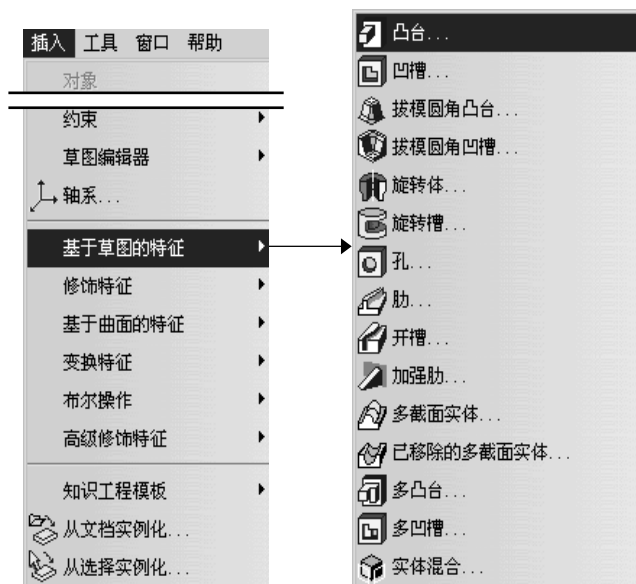 插入 工具 窗口 帮助
对象
约束
草图编辑器
轴系...
基于草图的特征
修饰特征
基于曲面的特征
变换特征
布尔操作
高级修饰特征
知识工程模板
从文档实例化...
从选择实例化...
凸台...
凹槽...
拔模圆角凸台...
拔模圆角凹槽...
旋转体...
旋转槽...
孔...
肋...
开槽...
加强肋...
多截面实体...
已移除的多截面实体...
多凸台...
多凹槽...
实体混合...